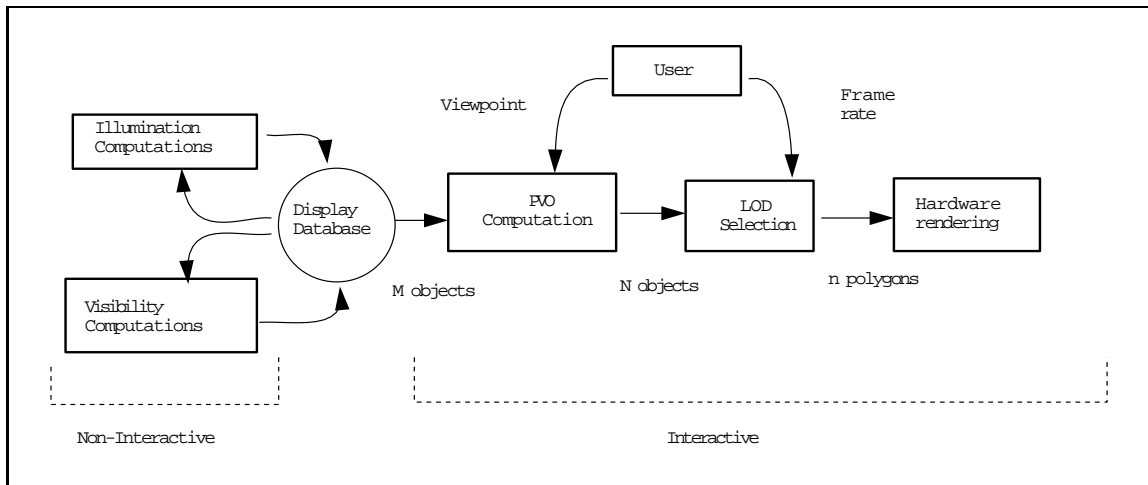 User
Viewpoint
Frame
rate
Illumination
Computations
Display
Database
PVO
Computation
LOD
Selection
Hardware
rendering
M objects
N objects
n polygons
Visibility
Computations
Non-Interactive
Interactive